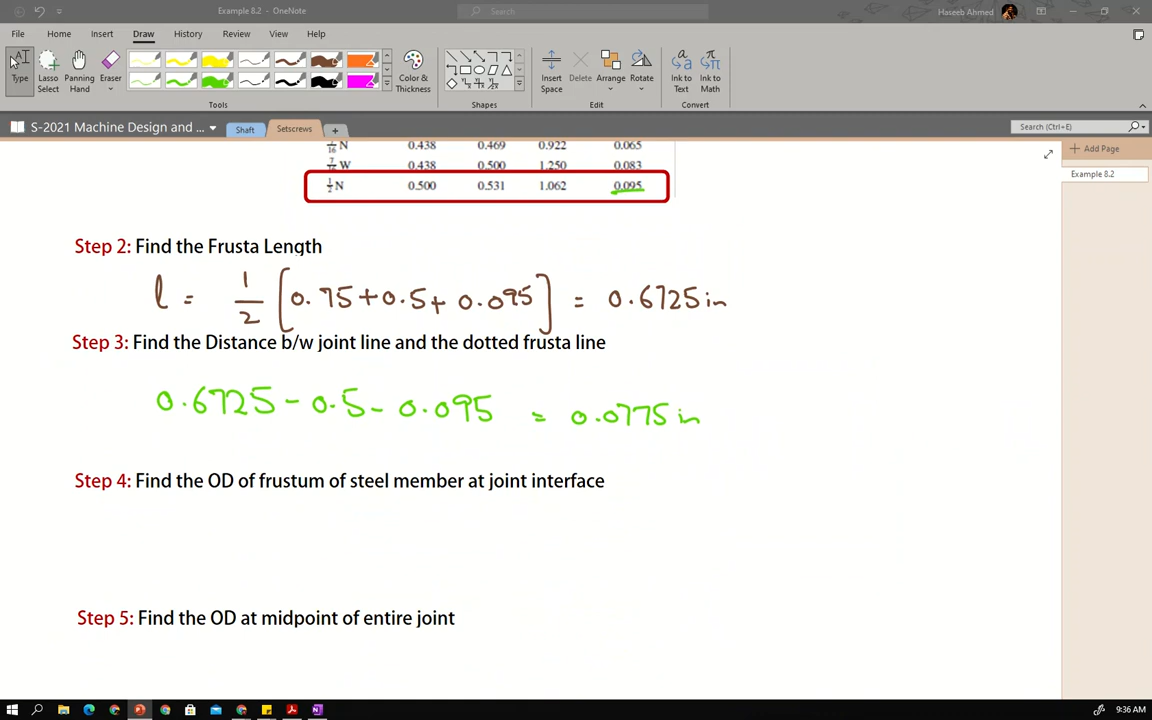 Example 8.2 - OneNote
Search
Haseeb Ahmed
File Home Insert Draw History Review View Help
Type Lasso Select Panning Hand Eraser Color & Thickness Insert Space Delete Arrange Rotate Ink to Text Ink to Math
Tools Shapes Edit Convert
S-2021 Machine Design and ... Shaft Setscrews + Search (Ctrl+E)
+ Add Page
Example 8.2
7/16 N 0.438 0.469 0.922 0.065
7/16 W 0.438 0.500 1.250 0.083
1/2 N 0.500 0.531 1.062 0.095
Step 2: Find the Frusta Length
l = 1/2 [0.75+0.5+0.095] = 0.6725 in
Step 3: Find the Distance b/w joint line and the dotted frusta line
0.6725 - 0.5 - 0.095 = 0.0775 in
Step 4: Find the OD of frustum of steel member at joint interface
Step 5: Find the OD at midpoint of entire joint
9:36 AM